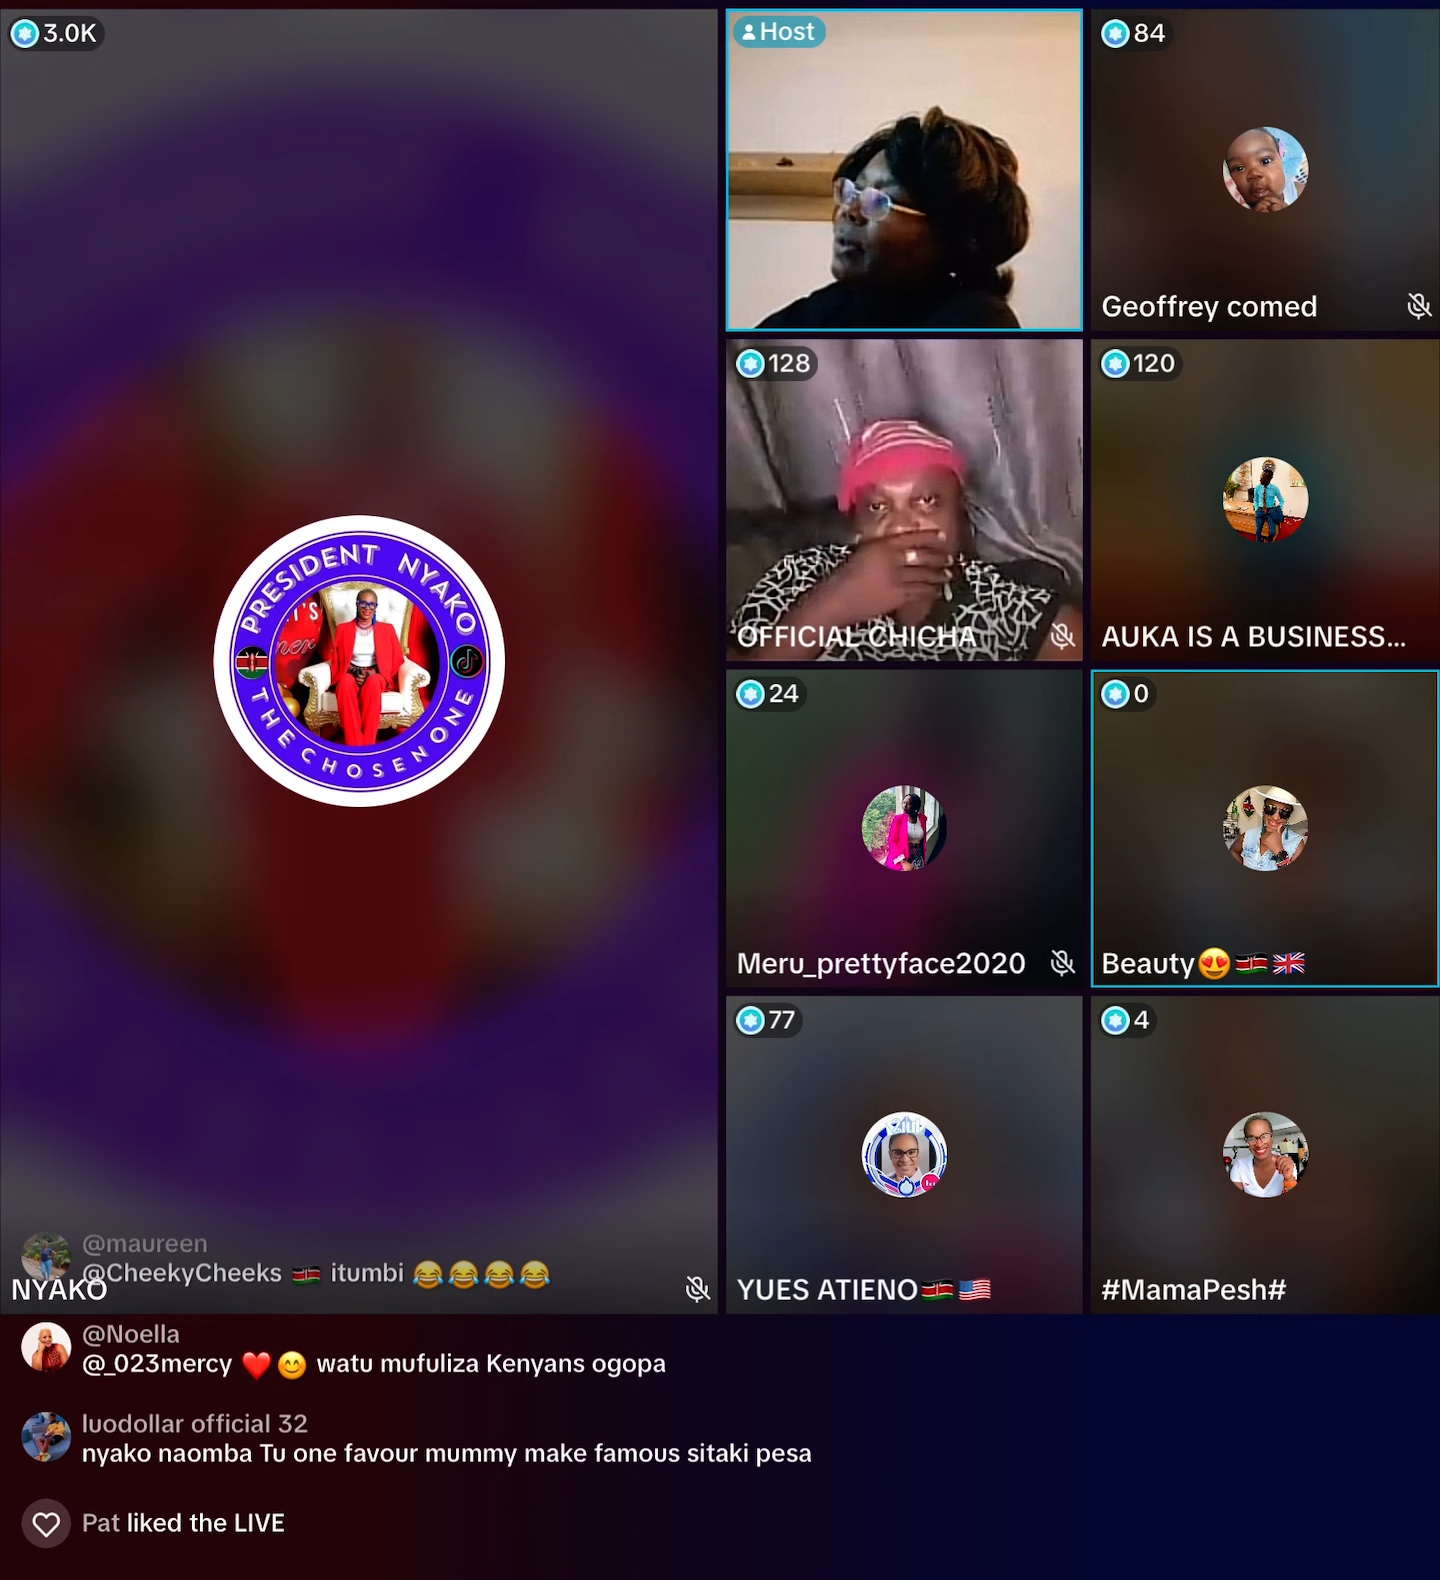 3.0K
PRESIDENT NYAKO
THE CHOSEN ONE
Host
84
Geoffrey comed
128
OFFICIAL CHICHA
120
AUKA IS A BUSINESS...
24
Meru_prettyface2020
0
Beauty😍🇰🇪🇬🇧
77
YUES ATIENO🇰🇪🇺🇸
4
#MamaPesh#
@maureen
@CheekyCheeks 🇰🇪 itumbi 😂😂😂😂
NYAKO
@Noella
@_023mercy ❤️😊 watu mufuliza Kenyans ogopa
luodollar official 32
nyako naomba Tu one favour mummy make famous sitaki pesa
Pat liked the LIVE